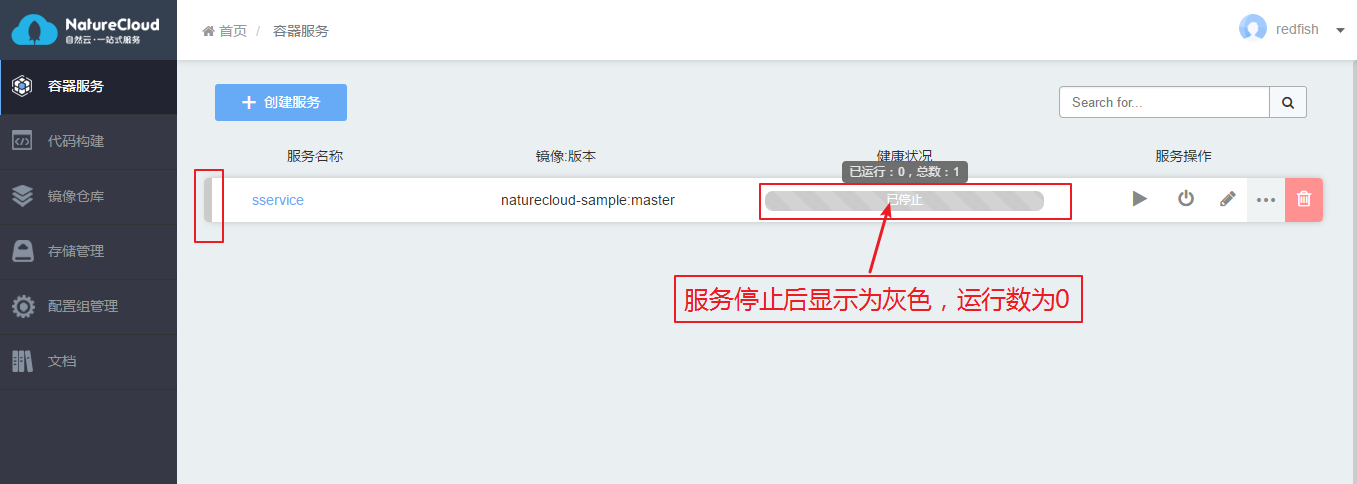 NatureCloud
自然云·一站式服务
首页 / 容器服务
redfish
容器服务
代码构建
镜像仓库
存储管理
配置组管理
文档
创建服务
Search for...
服务名称 镜像:版本 健康状况 服务操作
已运行：0，总数：1
sservice naturecloud-sample:master 已停止
服务停止后显示为灰色，运行数为0